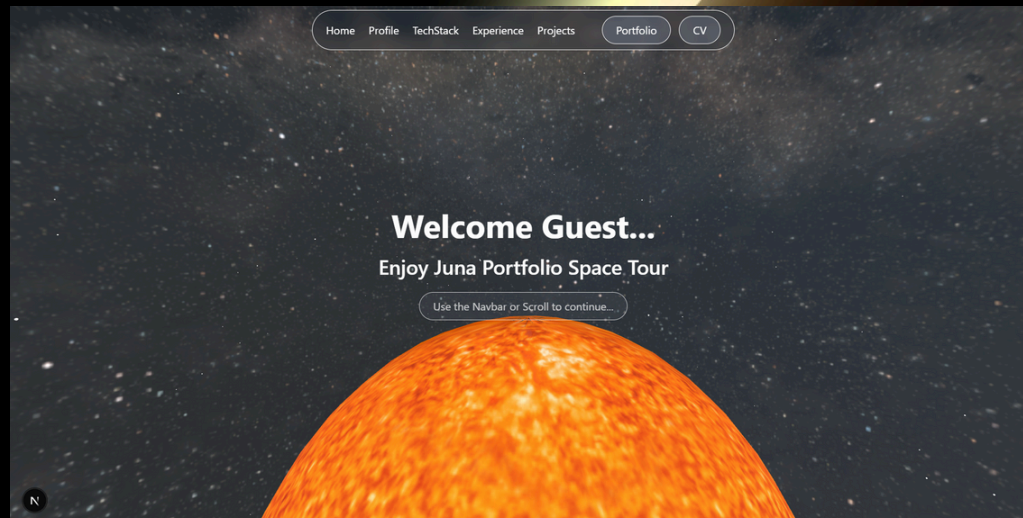 Home Profile TechStack Experience Projects Portfolio CV
Welcome Guest...
Enjoy Juna Portfolio Space Tour
Use the Navbar or Scroll to continue...
N